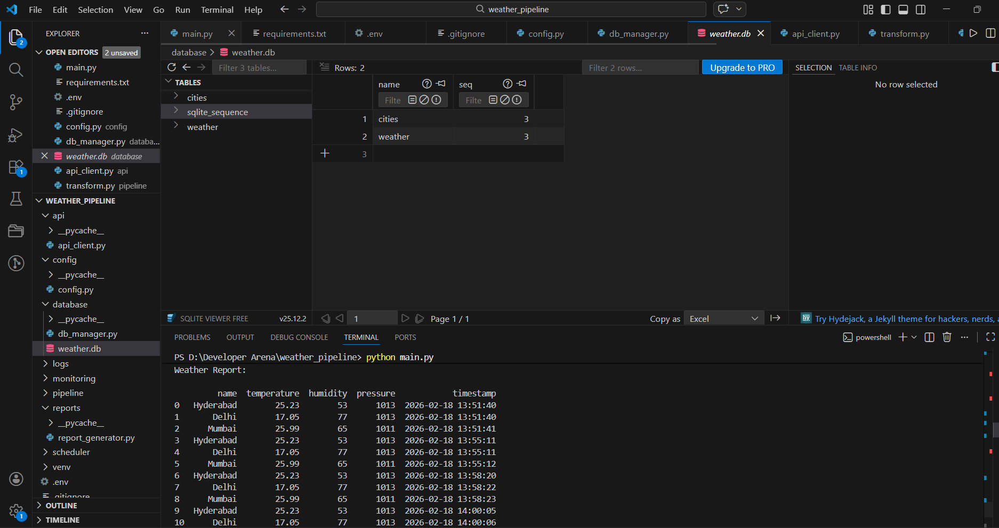 File Edit Selection View Go Run Terminal Help
weather_pipeline
EXPLORER
OPEN EDITORS 2 unsaved
main.py
requirements.txt
.env
.gitignore
config.py config
db_manager.py databa...
weather.db database
api_client.py api
transform.py pipeline
WEATHER_PIPELINE
api
__pycache__
api_client.py
config
__pycache__
config.py
database
__pycache__
db_manager.py
weather.db
logs
monitoring
pipeline
reports
__pycache__
report_generator.py
scheduler
venv
.env
.gitignore
OUTLINE
TIMELINE
2
1
1
main.py requirements.txt .env .gitignore config.py db_manager.py weather.db api_client.py transform.py
database > weather.db
Filter 3 tables...
TABLES
cities
sqlite_sequence
weather
SQLITE VIEWER FREE v25.12.2
Rows: 2 Filter 2 rows... Upgrade to PRO
name seq
Filte Filte
1 cities 3
2 weather 3
3
1 Page 1 / 1 Copy as Excel
SELECTION TABLE INFO
No row selected
Try Hydejack, a Jekyll theme for hackers, nerds,
PROBLEMS OUTPUT DEBUG CONSOLE TERMINAL PORTS
powershell
PS D:\Developer Arena\weather_pipeline> python main.py
Weather Report:
name temperature humidity pressure timestamp
0 Hyderabad 25.23 53 1013 2026-02-18 13:51:40
1 Delhi 17.05 77 1013 2026-02-18 13:51:40
2 Mumbai 25.99 65 1011 2026-02-18 13:51:41
3 Hyderabad 25.23 53 1013 2026-02-18 13:55:11
4 Delhi 17.05 77 1013 2026-02-18 13:55:11
5 Mumbai 25.99 65 1011 2026-02-18 13:55:12
6 Hyderabad 25.23 53 1013 2026-02-18 13:58:20
7 Delhi 17.05 77 1013 2026-02-18 13:58:22
8 Mumbai 25.99 65 1011 2026-02-18 13:58:23
9 Hyderabad 25.23 53 1013 2026-02-18 14:00:05
10 Delhi 17.05 77 1013 2026-02-18 14:00:06